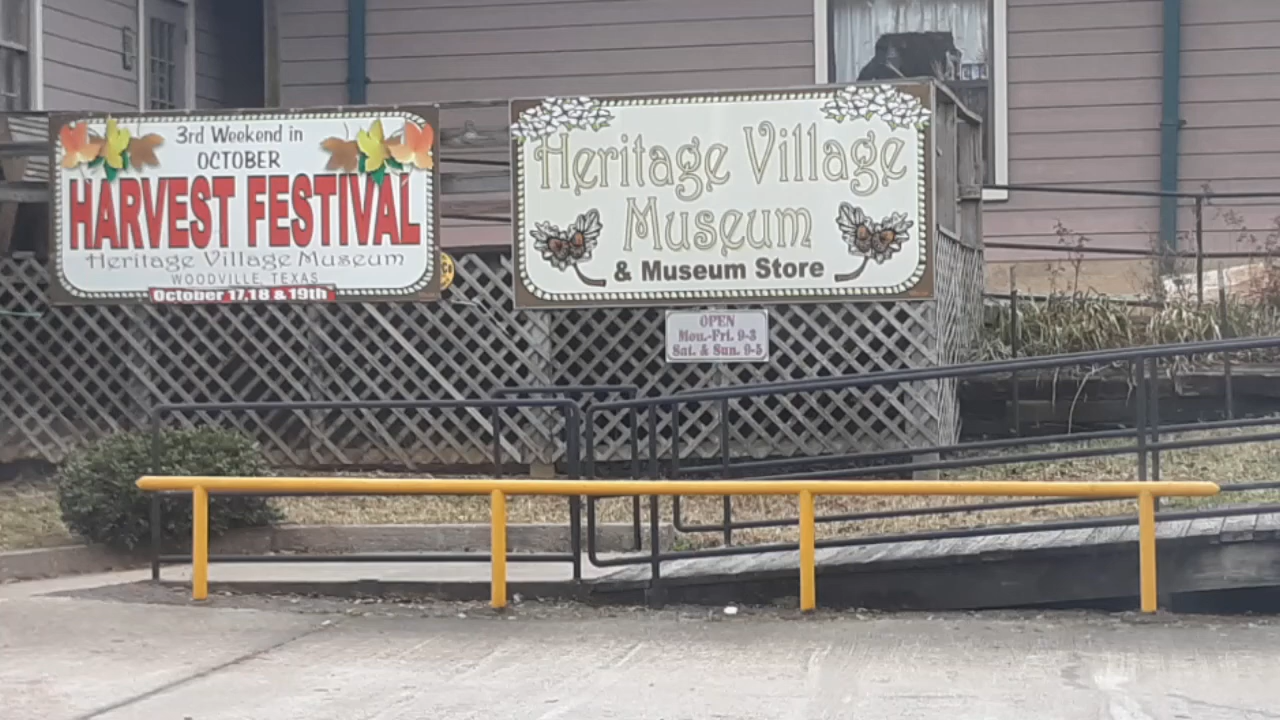 3rd Weekend in
OCTOBER
HARVEST FESTIVAL
Heritage Village Museum
WOODVILLE, TEXAS
October 17,18 & 19th
Heritage Village
Museum
& Museum Store
OPEN
Mon.-Fri. 9-3
Sat. & Sun. 9-5